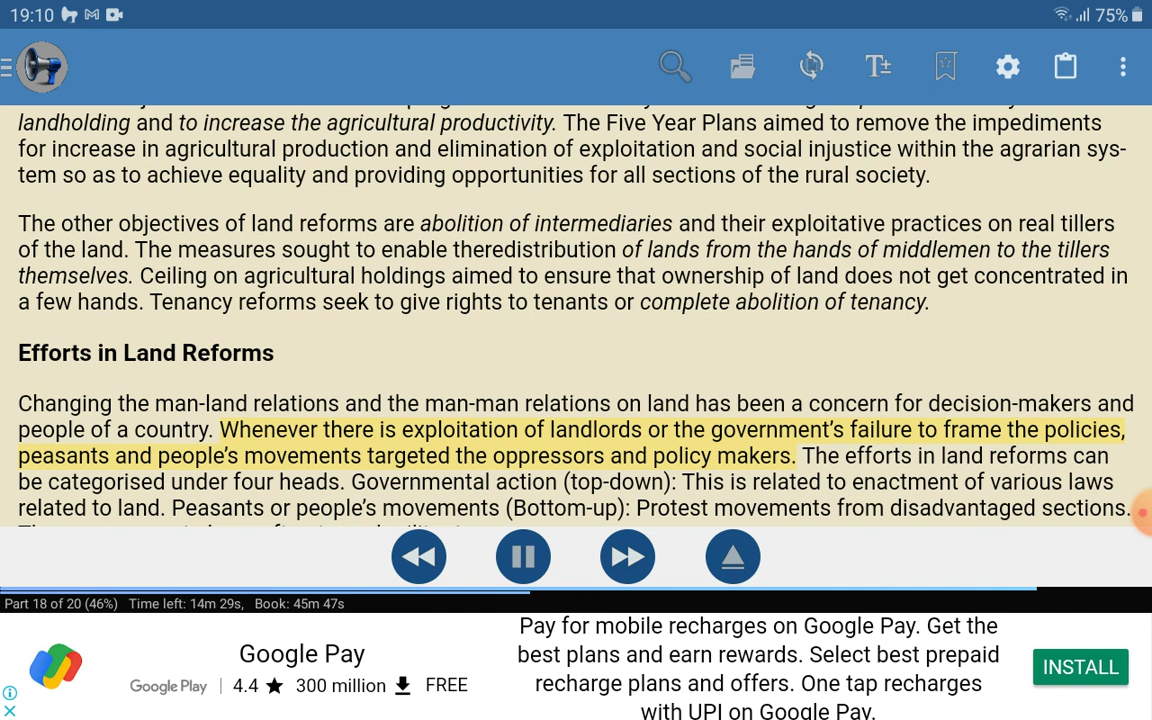 19:10
75%
T±
landholding and to increase the agricultural productivity. The Five Year Plans aimed to remove the impediments
for increase in agricultural production and elimination of exploitation and social injustice within the agrarian sys-
tem so as to achieve equality and providing opportunities for all sections of the rural society.
The other objectives of land reforms are abolition of intermediaries and their exploitative practices on real tillers
of the land. The measures sought to enable theredistribution of lands from the hands of middlemen to the tillers
themselves. Ceiling on agricultural holdings aimed to ensure that ownership of land does not get concentrated in
a few hands. Tenancy reforms seek to give rights to tenants or complete abolition of tenancy.
Efforts in Land Reforms
Changing the man-land relations and the man-man relations on land has been a concern for decision-makers and
people of a country. Whenever there is exploitation of landlords or the government’s failure to frame the policies,
peasants and people’s movements targeted the oppressors and policy makers. The efforts in land reforms can
be categorised under four heads. Governmental action (top-down): This is related to enactment of various laws
related to land. Peasants or people’s movements (Bottom-up): Protest movements from disadvantaged sections.
Part 18 of 20 (46%) Time left: 14m 29s, Book: 45m 47s
Google Pay
Google Play 4.4 ★ 300 million FREE
Pay for mobile recharges on Google Pay. Get the
best plans and earn rewards. Select best prepaid
recharge plans and offers. One tap recharges
with UPI on Google Pay.
INSTALL